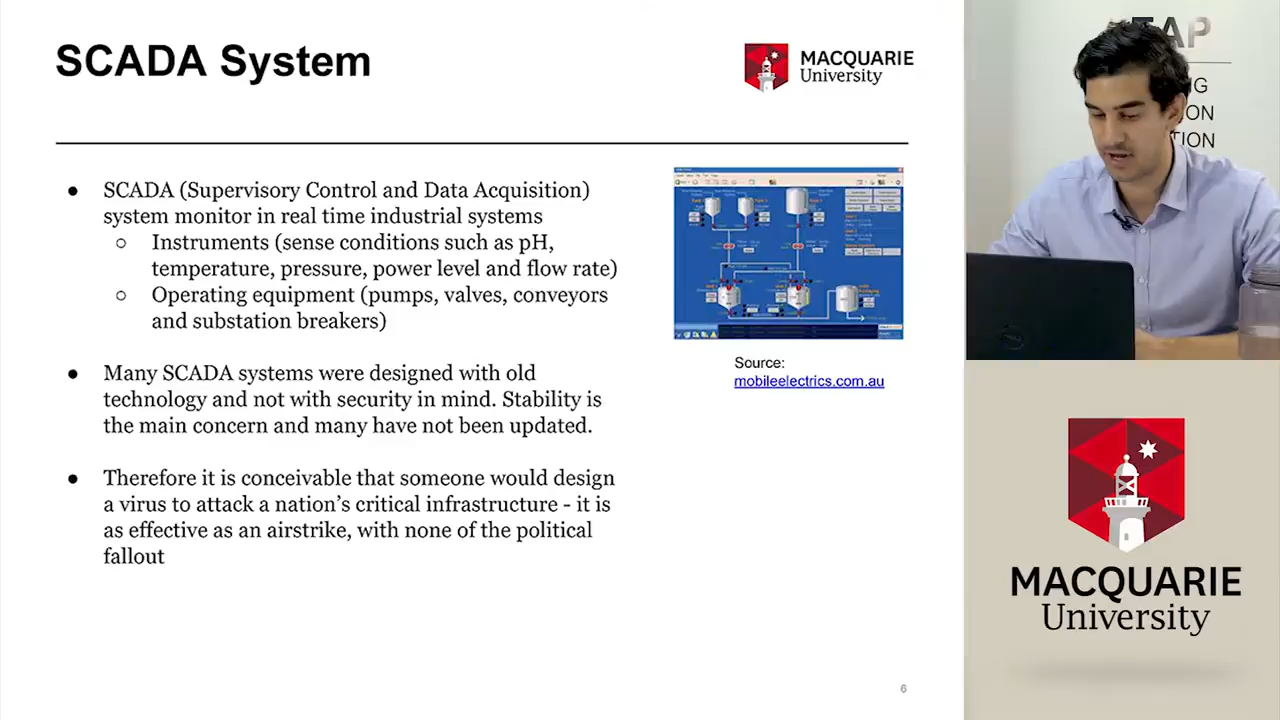 SCADA System
MACQUARIE
University
● SCADA (Supervisory Control and Data Acquisition)
system monitor in real time industrial systems
○ Instruments (sense conditions such as pH,
temperature, pressure, power level and flow rate)
○ Operating equipment (pumps, valves, conveyors
and substation breakers)
● Many SCADA systems were designed with old
technology and not with security in mind. Stability is
the main concern and many have not been updated.
● Therefore it is conceivable that someone would design
a virus to attack a nation's critical infrastructure - it is
as effective as an airstrike, with none of the political
fallout
Source:
mobileelectrics.com.au
6
MACQUARIE
University